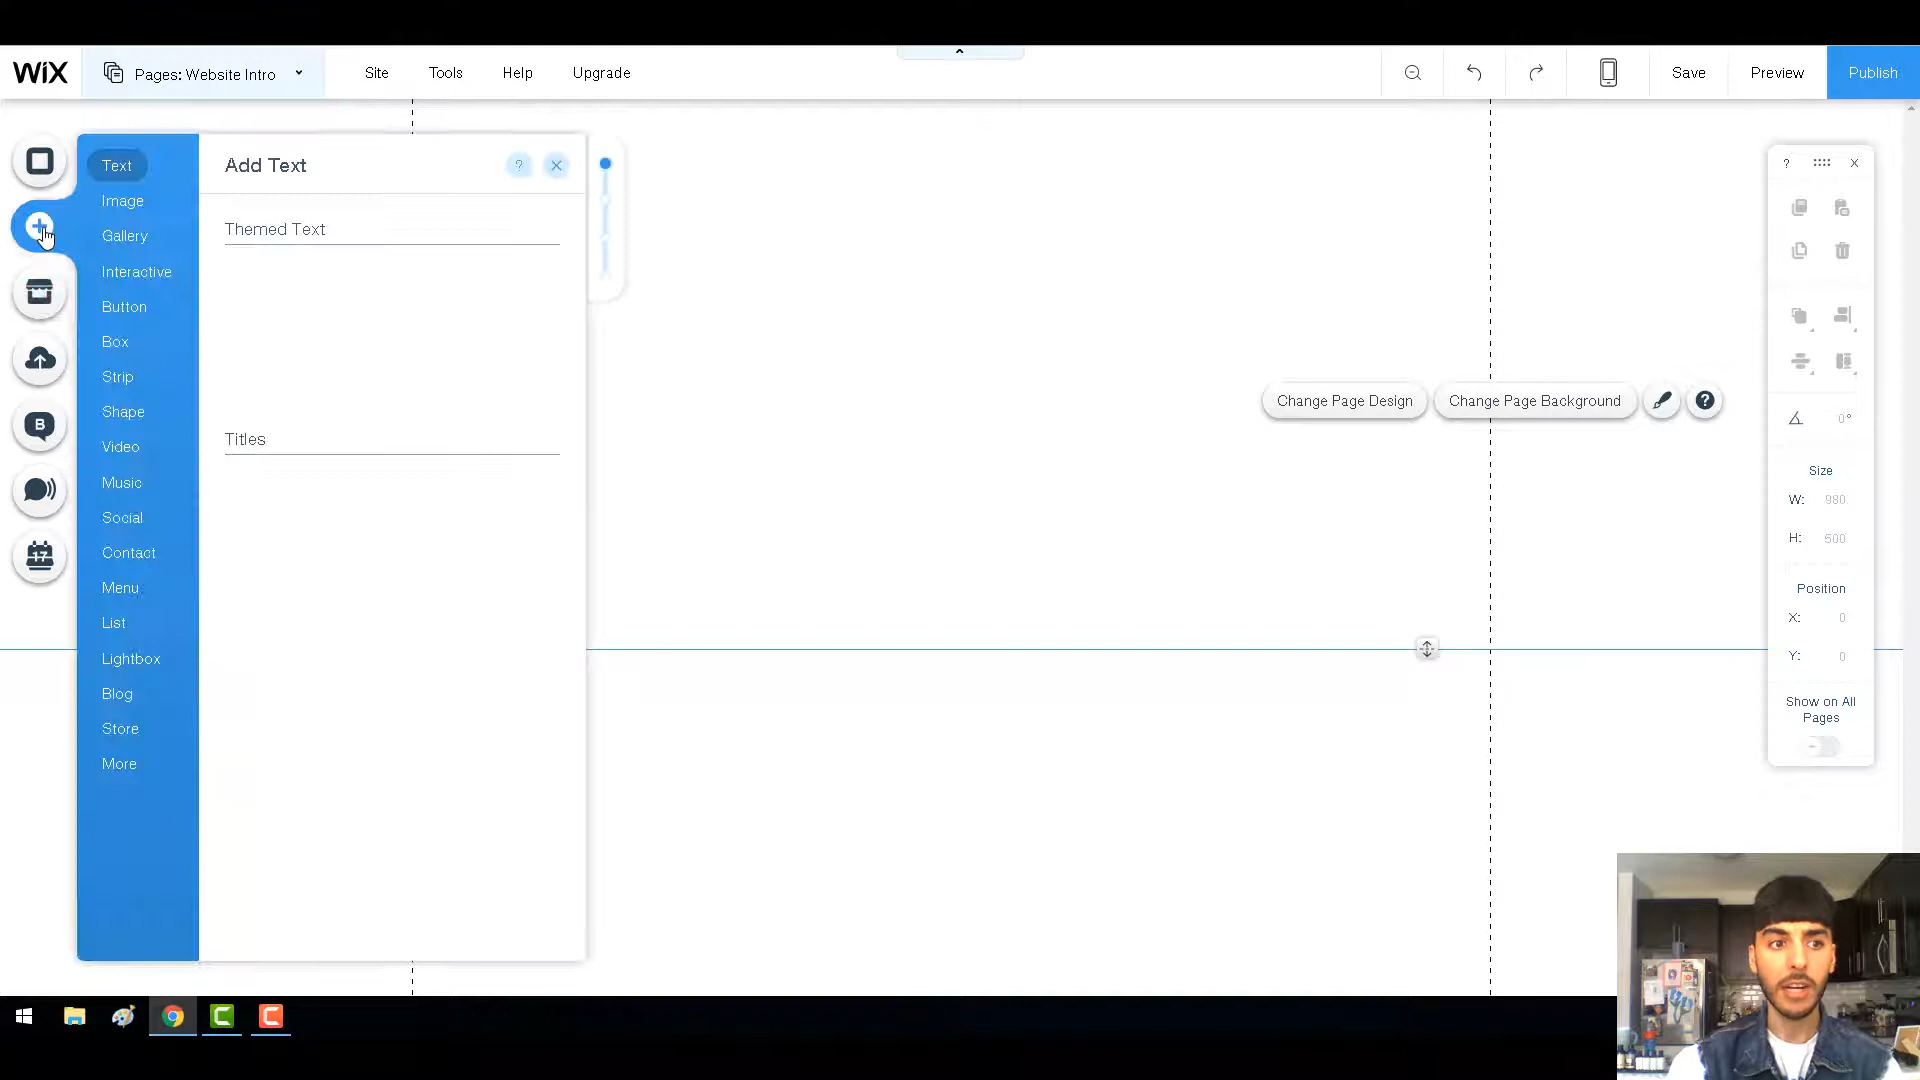 WiX
Pages: Website Intro
Site
Tools
Help
Upgrade
Save
Preview
Publish
Text
Image
Gallery
Interactive
Button
Box
Strip
Shape
Video
Music
Social
Contact
Menu
List
Lightbox
Blog
Store
More
Add Text
?
Themed Text
Titles
B
17
Change Page Design
Change Page Background
?
?
0°
Size
W: 980
H: 500
Position
X: 0
Y: 0
Show on All
Pages
C
C